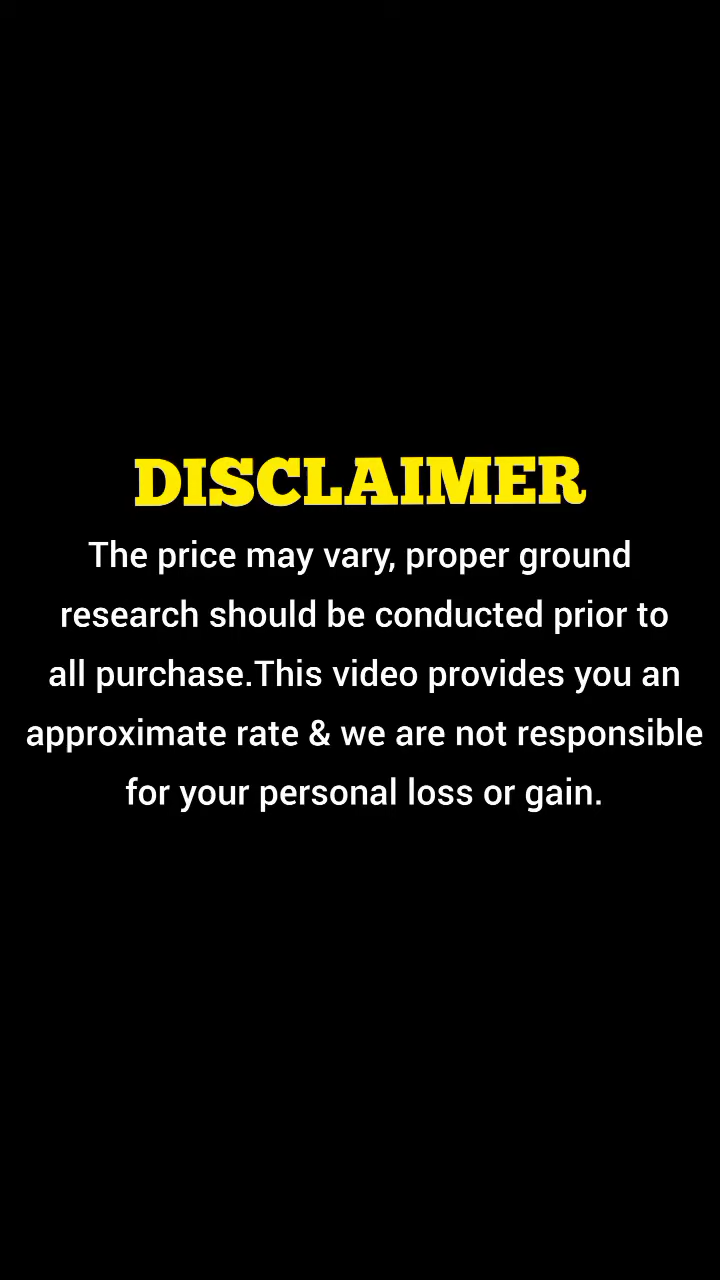 DISCLAIMER
The price may vary, proper ground
research should be conducted prior to
all purchase.This video provides you an
approximate rate & we are not responsible
for your personal loss or gain.